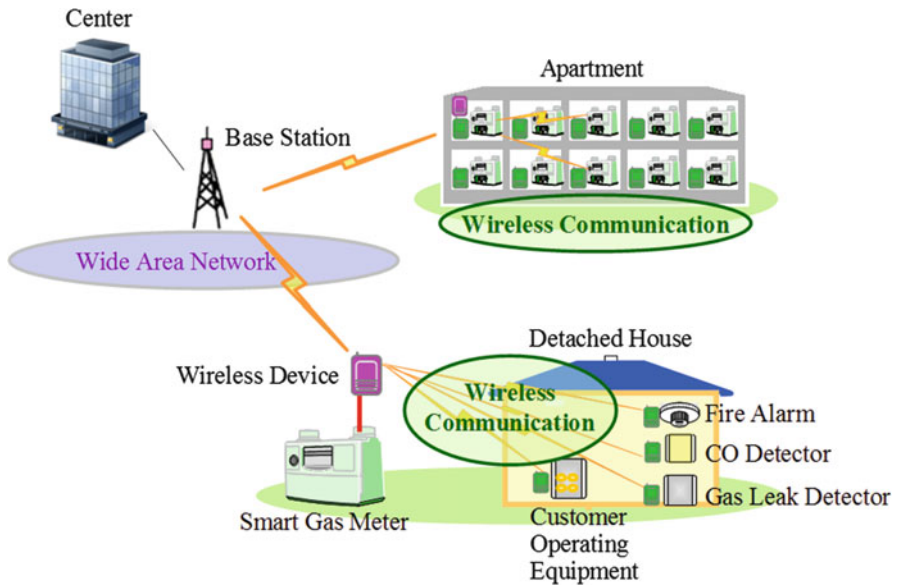 Center
Apartment
Base Station
Wireless Communication
Wide Area Network
Detached House
Wireless Device
Wireless
Communication
Fire Alarm
CO Detector
Gas Leak Detector
Smart Gas Meter
Customer
Operating
Equipment